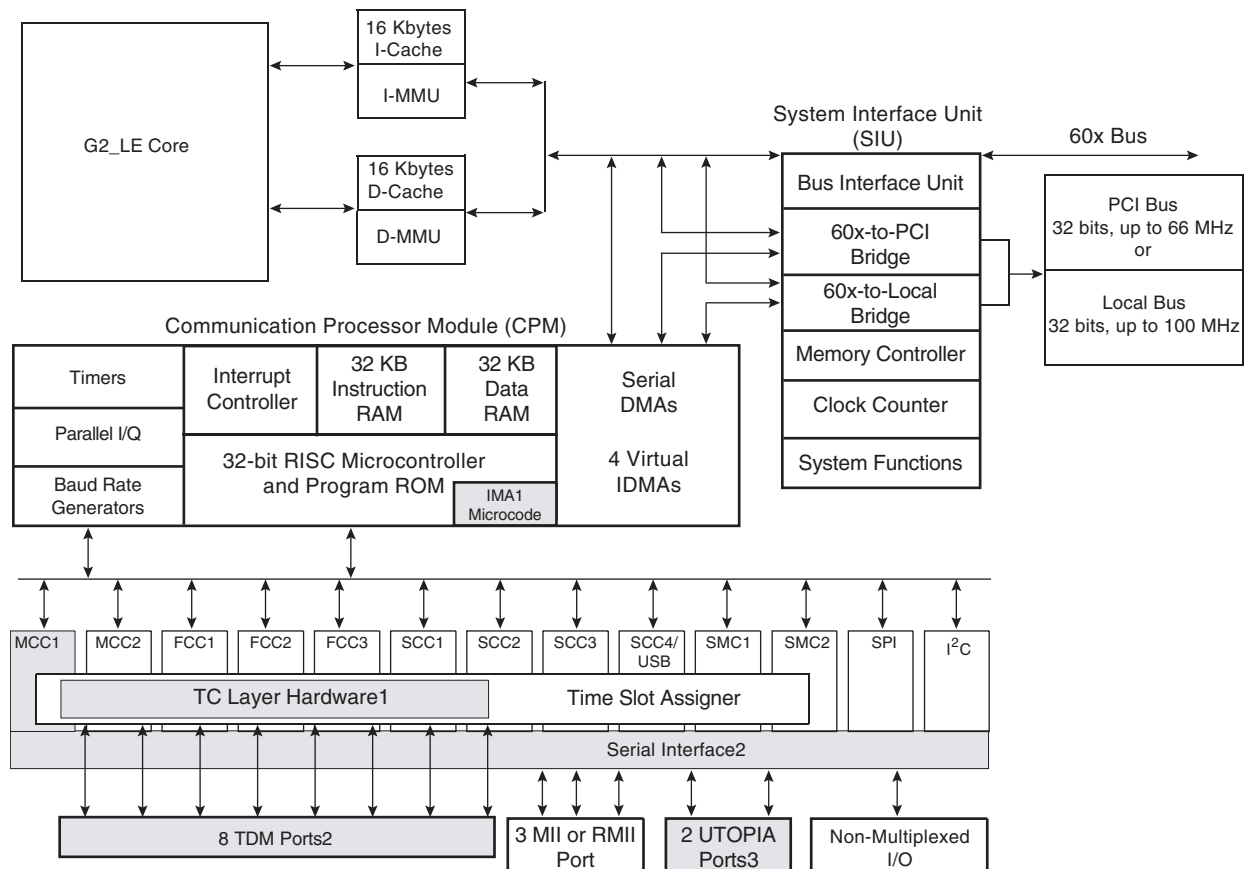 16 Kbytes
I-Cache
I-MMU
G2_LE Core
16 Kbytes
D-Cache
D-MMU
System Interface Unit
(SIU)
60x Bus
Bus Interface Unit
60x-to-PCI
Bridge
60x-to-Local
Bridge
Memory Controller
Clock Counter
System Functions
PCI Bus
32 bits, up to 66 MHz
or
Local Bus
32 bits, up to 100 MHz
Communication Processor Module (CPM)
Timers
Parallel I/Q
Baud Rate
Generators
Interrupt
Controller
32 KB
Instruction
RAM
32 KB
Data
RAM
32-bit RISC Microcontroller
and Program ROM
IMA1
Microcode
Serial
DMAs
4 Virtual
IDMAs
MCC1
MCC2
FCC1
FCC2
FCC3
SCC1
SCC2
SCC3
SCC4/
USB
SMC1
SMC2
SPI
I²C
TC Layer Hardware1
Time Slot Assigner
Serial Interface2
8 TDM Ports2
3 MII or RMII
Port
2 UTOPIA
Ports3
Non-Multiplexed
I/O